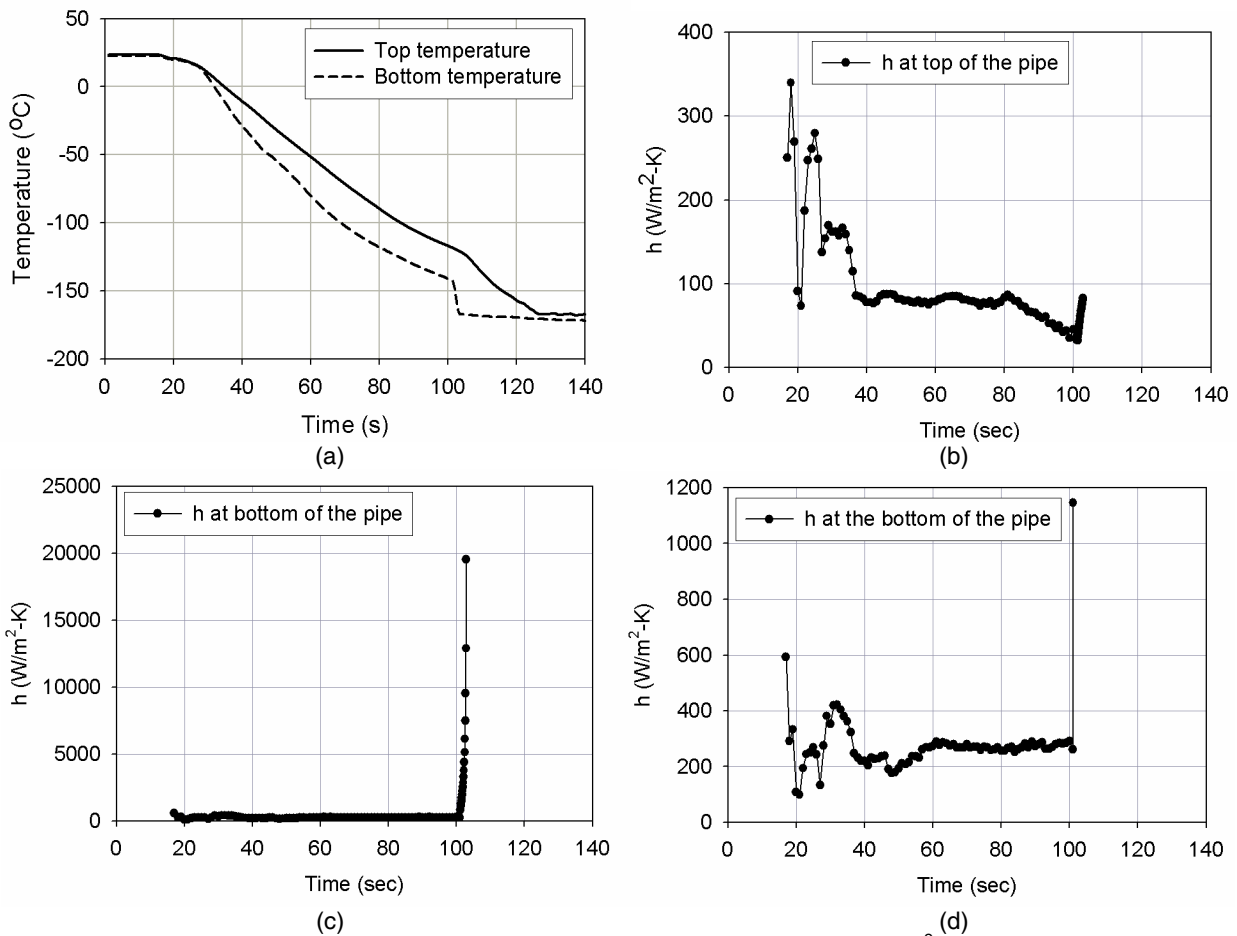 50
0
-50
-100
-150
-200
Temperature (°C)
Top temperature
Bottom temperature
0 20 40 60 80 100 120 140
Time (s)
(a)
400
300
200
100
0
h (W/m²-K)
h at top of the pipe
0 20 40 60 80 100 120 140
Time (sec)
(b)
25000
20000
15000
10000
5000
0
h (W/m²-K)
h at bottom of the pipe
0 20 40 60 80 100 120 140
Time (sec)
(c)
1200
1000
800
600
400
200
0
h (W/m²-K)
h at the bottom of the pipe
0 20 40 60 80 100 120 140
Time (sec)
(d)